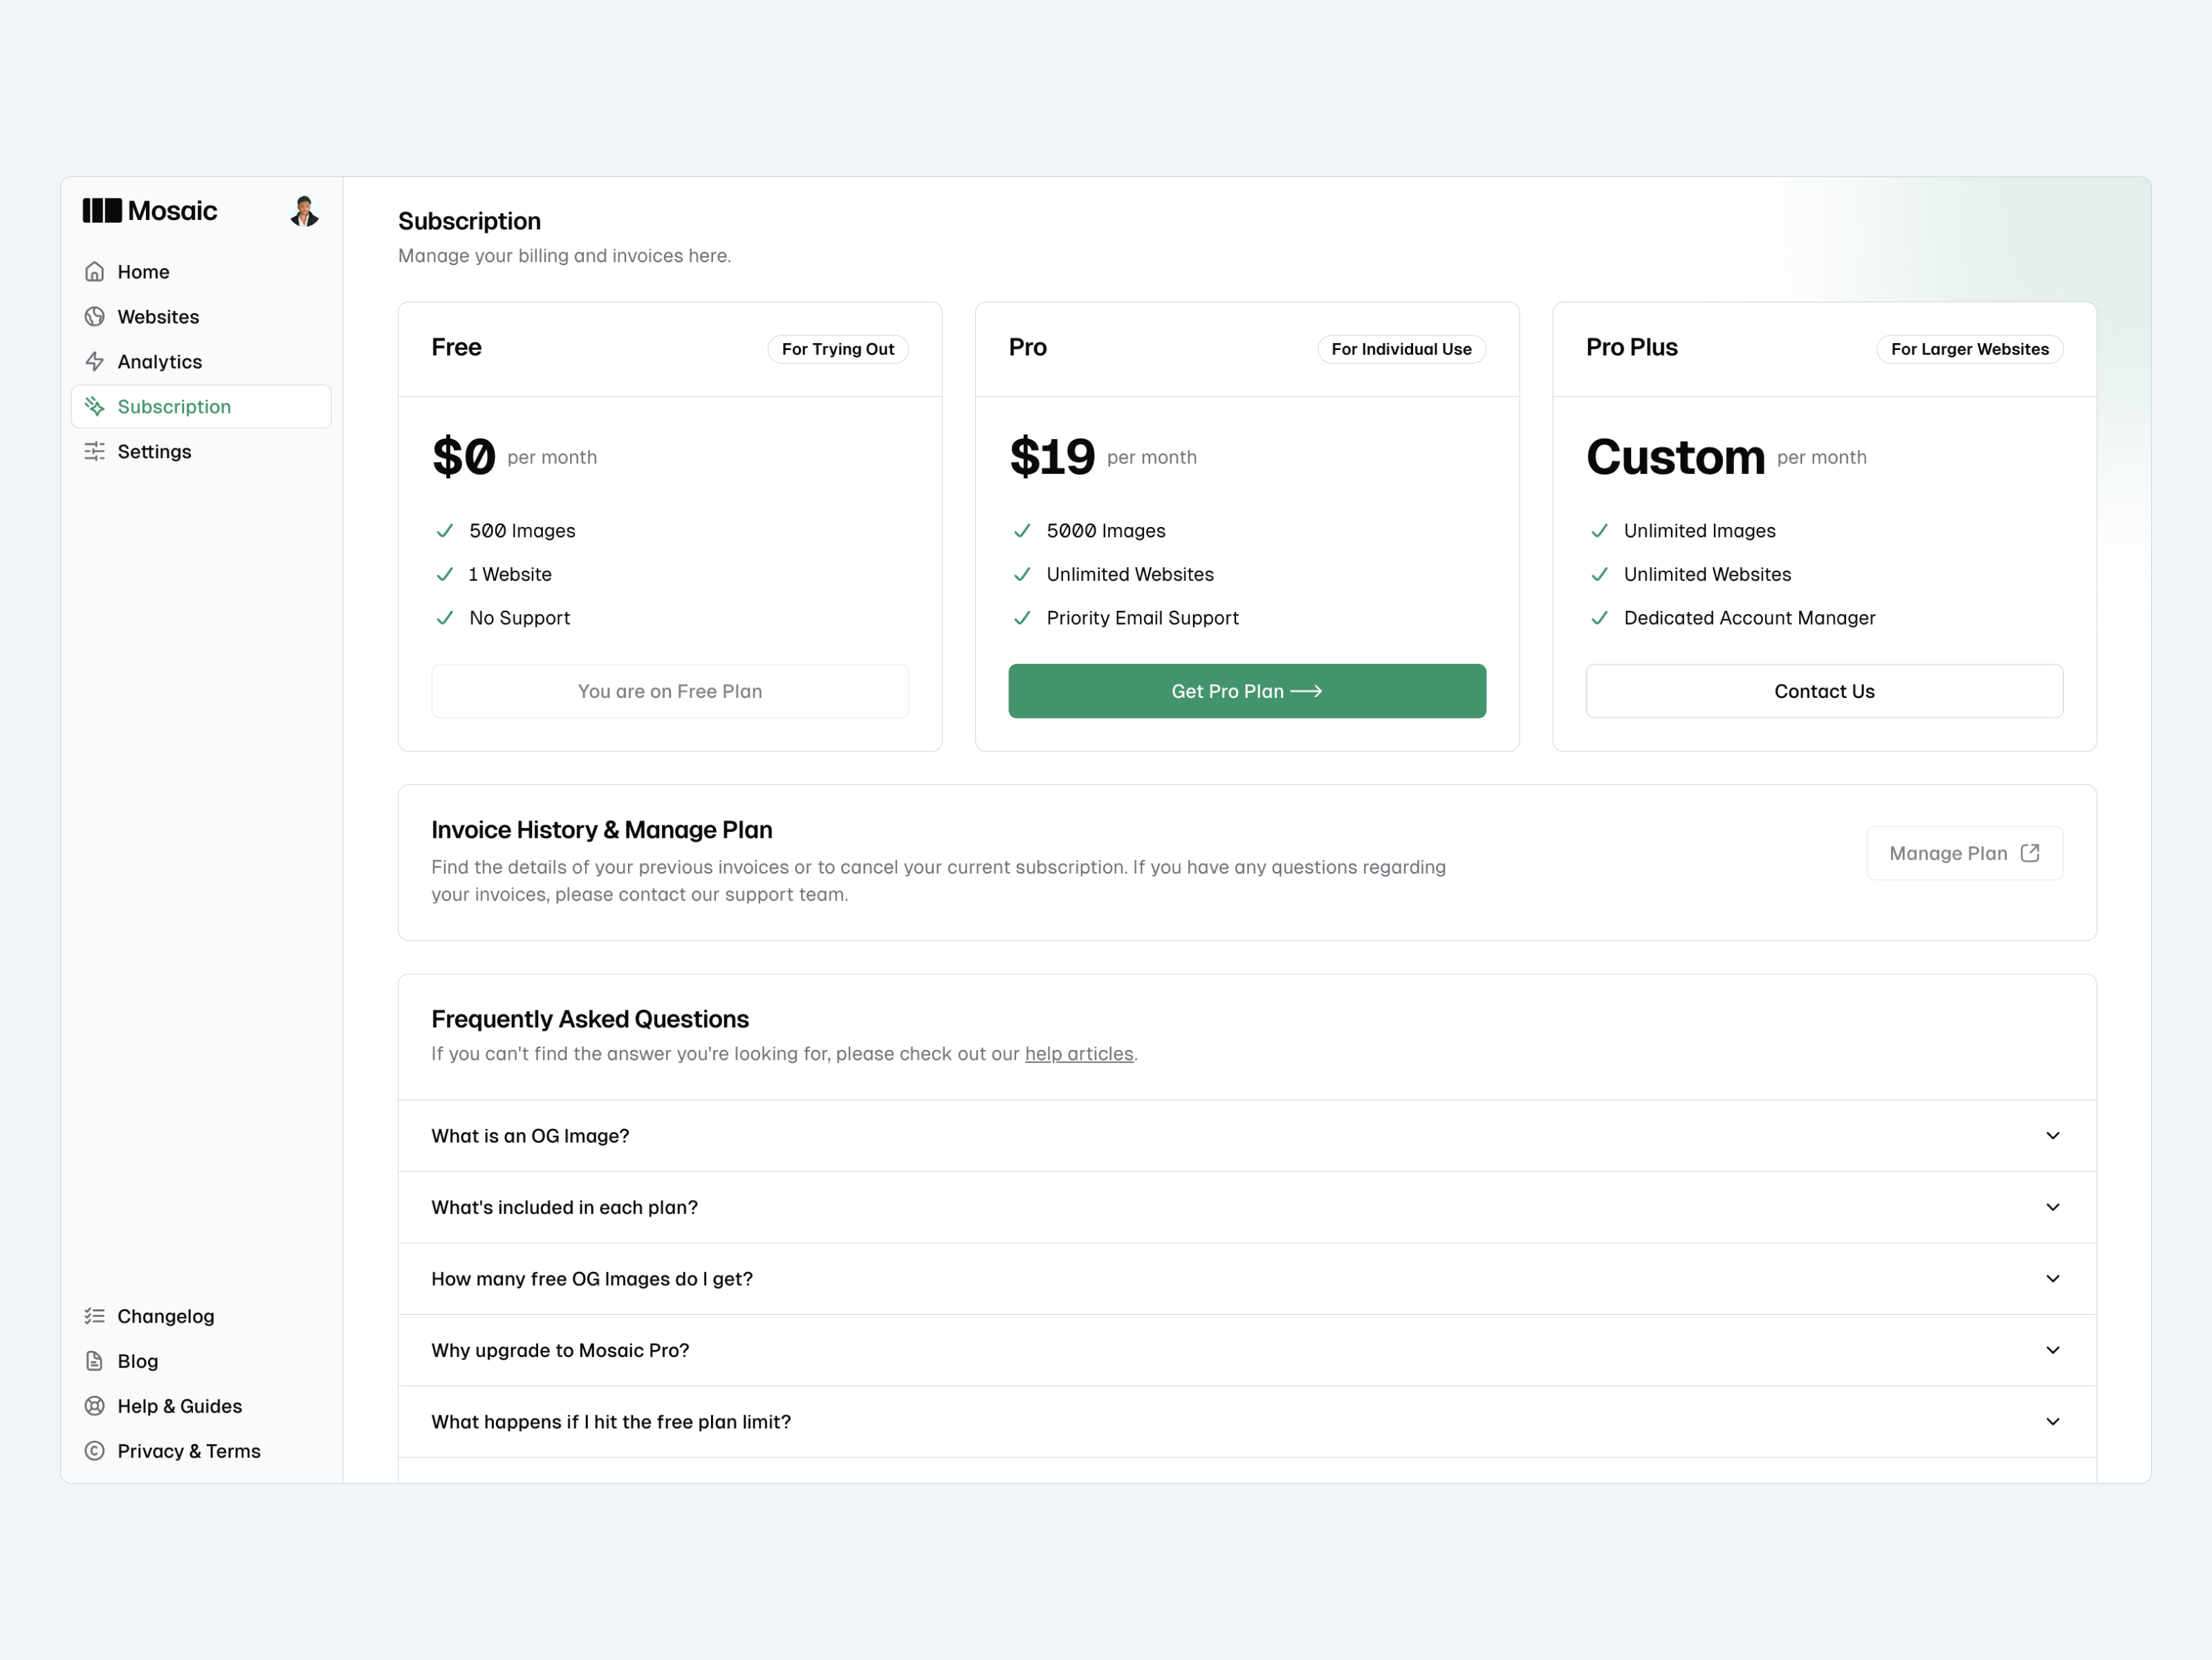 Mosaic
Home
Websites
Analytics
Subscription
Settings
Changelog
Blog
Help & Guides
Privacy & Terms
Subscription
Manage your billing and invoices here.
Free
For Trying Out
$0 per month
500 Images
1 Website
No Support
You are on Free Plan
Pro
For Individual Use
$19 per month
5000 Images
Unlimited Websites
Priority Email Support
Get Pro Plan
Pro Plus
For Larger Websites
Custom per month
Unlimited Images
Unlimited Websites
Dedicated Account Manager
Contact Us
Invoice History & Manage Plan
Find the details of your previous invoices or to cancel your current subscription. If you have any questions regarding
your invoices, please contact our support team.
Manage Plan
Frequently Asked Questions
If you can't find the answer you're looking for, please check out our help articles.
What is an OG Image?
What's included in each plan?
How many free OG Images do I get?
Why upgrade to Mosaic Pro?
What happens if I hit the free plan limit?